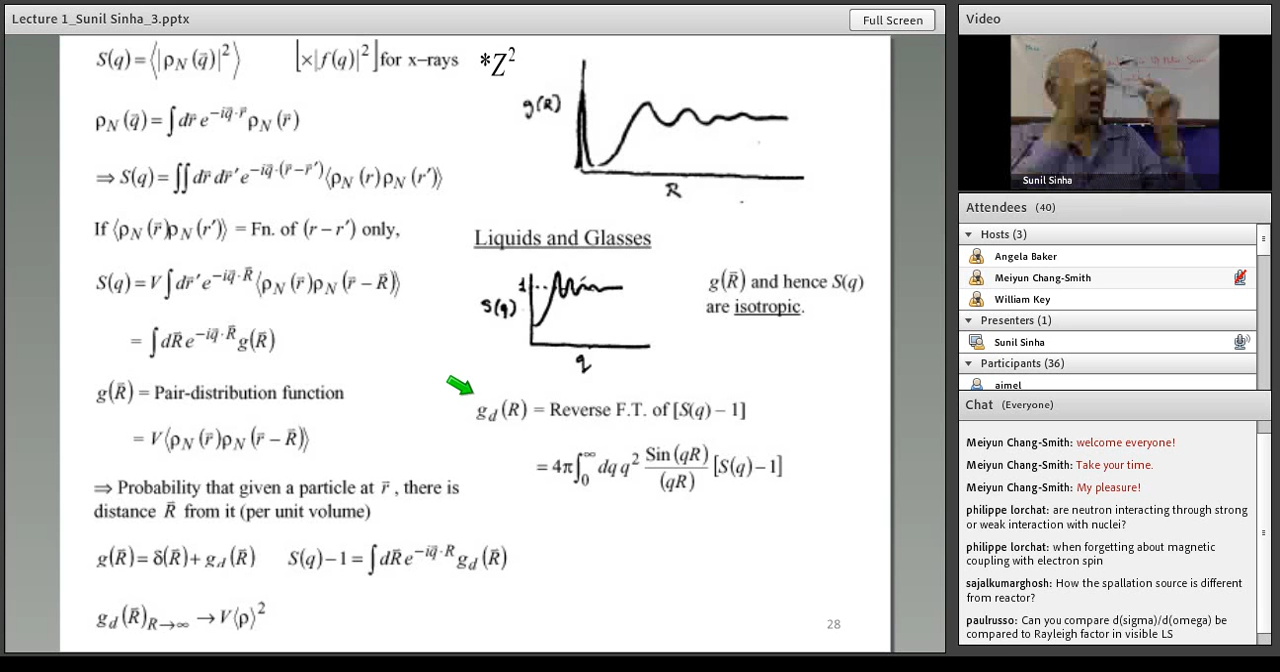 Lecture 1_Sunil Sinha_3.pptx
Full Screen
S(q) = ⟨|ρ_N(q⃗)|²⟩ [×|f(q)|²] for x–rays *Z²
ρ_N(q⃗) = ∫dr⃗ e^{−iq⃗·r⃗} ρ_N(r⃗)
⇒ S(q) = ∬dr⃗ dr⃗′ e^{−iq⃗·(r⃗−r⃗′)} ⟨ρ_N(r)ρ_N(r′)⟩
If ⟨ρ_N(r⃗)ρ_N(r′)⟩ = Fn. of (r − r′) only,
S(q) = V∫dr⃗′ e^{−iq⃗·R⃗} ⟨ρ_N(r⃗)ρ_N(r⃗ − R⃗)⟩
= ∫dR⃗ e^{−iq⃗·R⃗} g(R⃗)
g(R⃗) = Pair-distribution function
= V⟨ρ_N(r⃗)ρ_N(r⃗ − R⃗)⟩
⇒ Probability that given a particle at r⃗, there is
distance R⃗ from it (per unit volume)
g(R⃗) = δ(R⃗) + g_d(R⃗) S(q) − 1 = ∫dR⃗ e^{−iq⃗·R} g_d(R⃗)
g_d(R⃗)_{R→∞} → V⟨ρ⟩²
g(R)
R
Liquids and Glasses
1
S(q)
q
g(R⃗) and hence S(q)
are isotropic.
g_d(R) = Reverse F.T. of [S(q) − 1]
= 4π∫₀^∞ dq q² Sin(qR)/(qR) [S(q) − 1]
28
Video
Sunil Sinha
Attendees (40)
Hosts (3)
Angela Baker
Meiyun Chang-Smith
William Key
Presenters (1)
Sunil Sinha
Participants (36)
aimel
Chat (Everyone)
Meiyun Chang-Smith: welcome everyone!
Meiyun Chang-Smith: Take your time.
Meiyun Chang-Smith: My pleasure!
philippe lorchat: are neutron interacting through strong
or weak interaction with nuclei?
philippe lorchat: when forgetting about magnetic
coupling with electron spin
sajalkumarghosh: How the spallation source is different
from reactor?
paulrusso: Can you compare d(sigma)/d(omega) be
compared to Rayleigh factor in visible LS